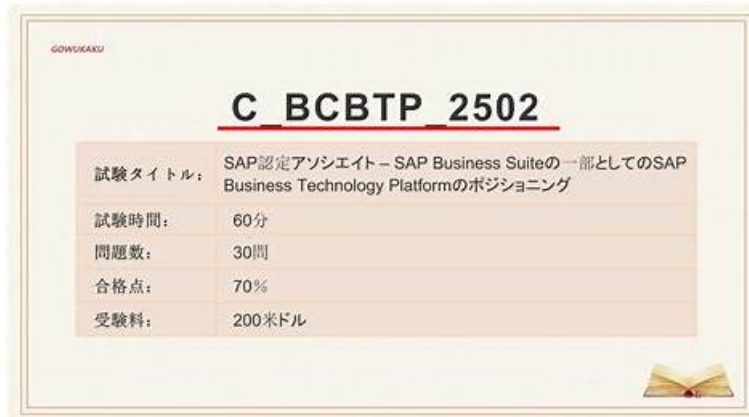 GOWUKAKU
C_BCBTP_2502
試験タイトル：
SAP認定アソシエイト – SAP Business Suiteの一部としてのSAP
Business Technology Platformのポジショニング
試験時間： 60分
問題数： 30問
合格点： 70%
受験料： 200米ドル